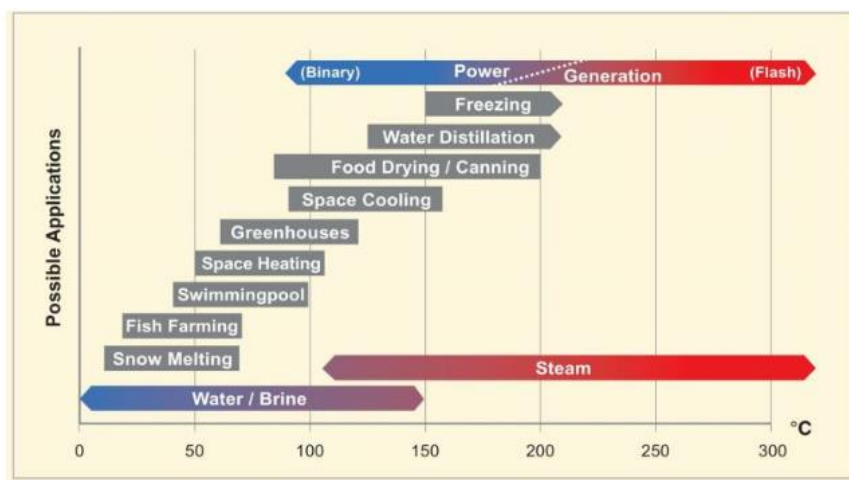 Possible Applications
(Binary) Power Generation (Flash)
Freezing
Water Distillation
Food Drying / Canning
Space Cooling
Greenhouses
Space Heating
Swimmingpool
Fish Farming
Snow Melting
Steam
Water / Brine
°C
0 50 100 150 200 250 300